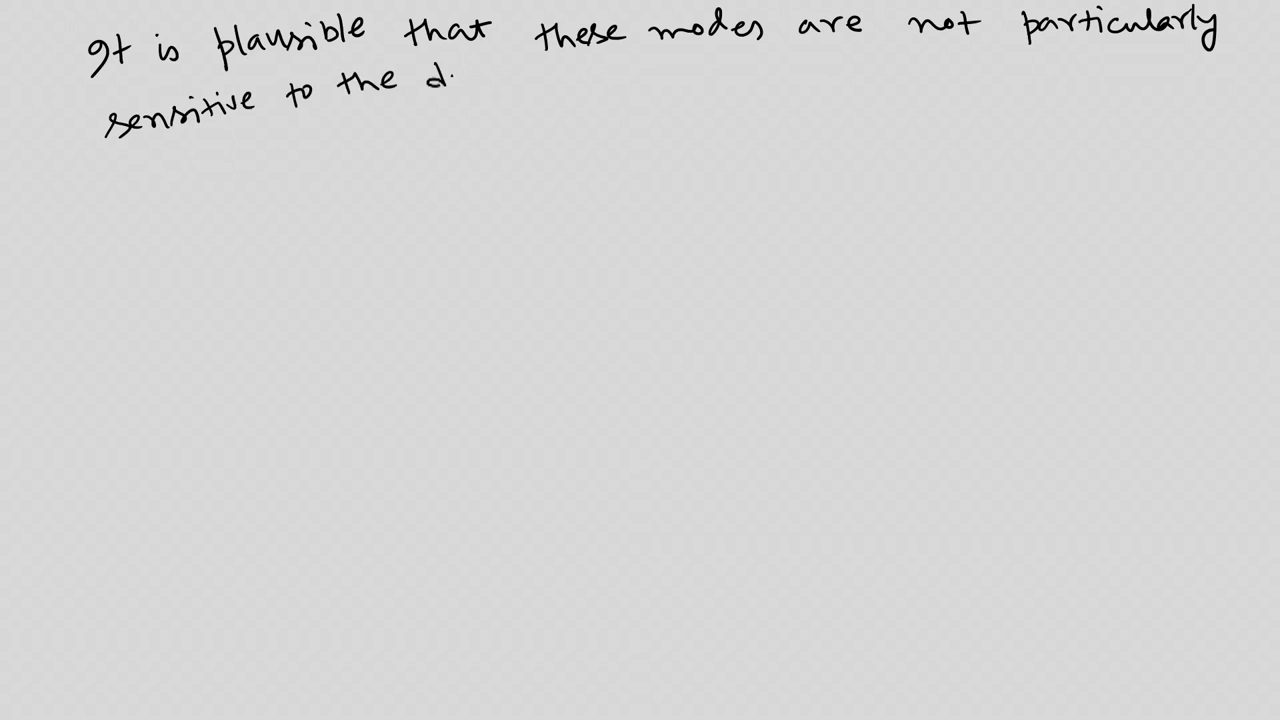 It is plausible that these modes are not particularly
sensitive to the d.